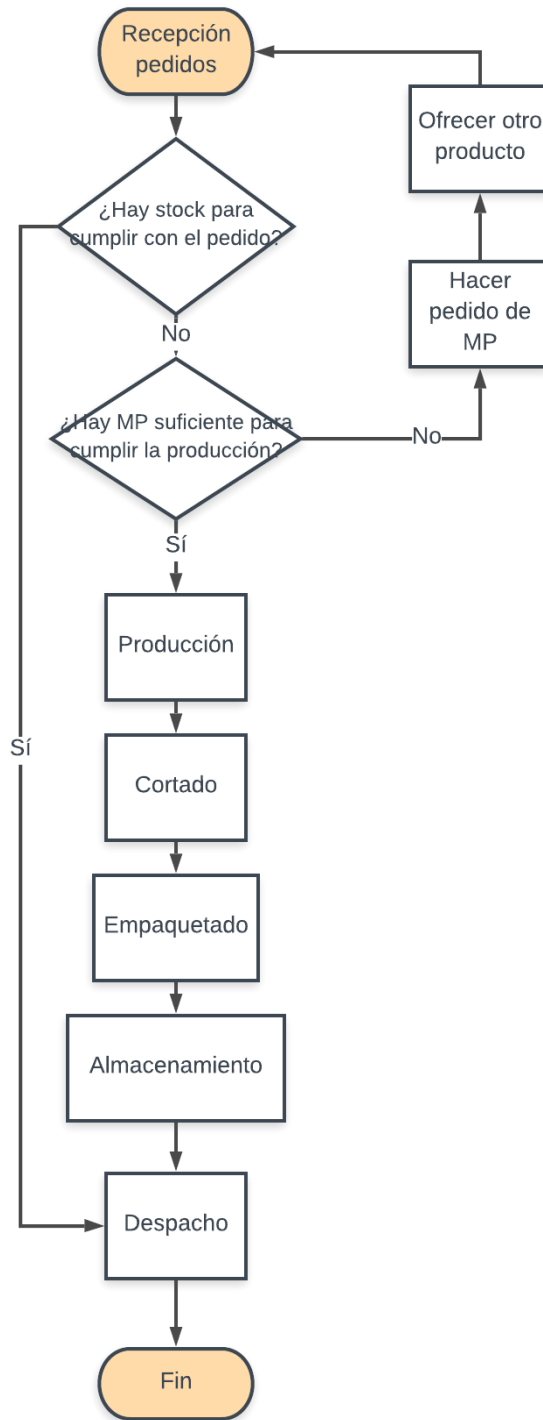 Recepción
pedidos
Ofrecer otro
producto
¿Hay stock para
cumplir con el pedido?
Hacer
pedido de
MP
No
¿Hay MP suficiente para
cumplir la producción?
No
Sí
Producción
Sí
Cortado
Empaquetado
Almacenamiento
Despacho
Fin